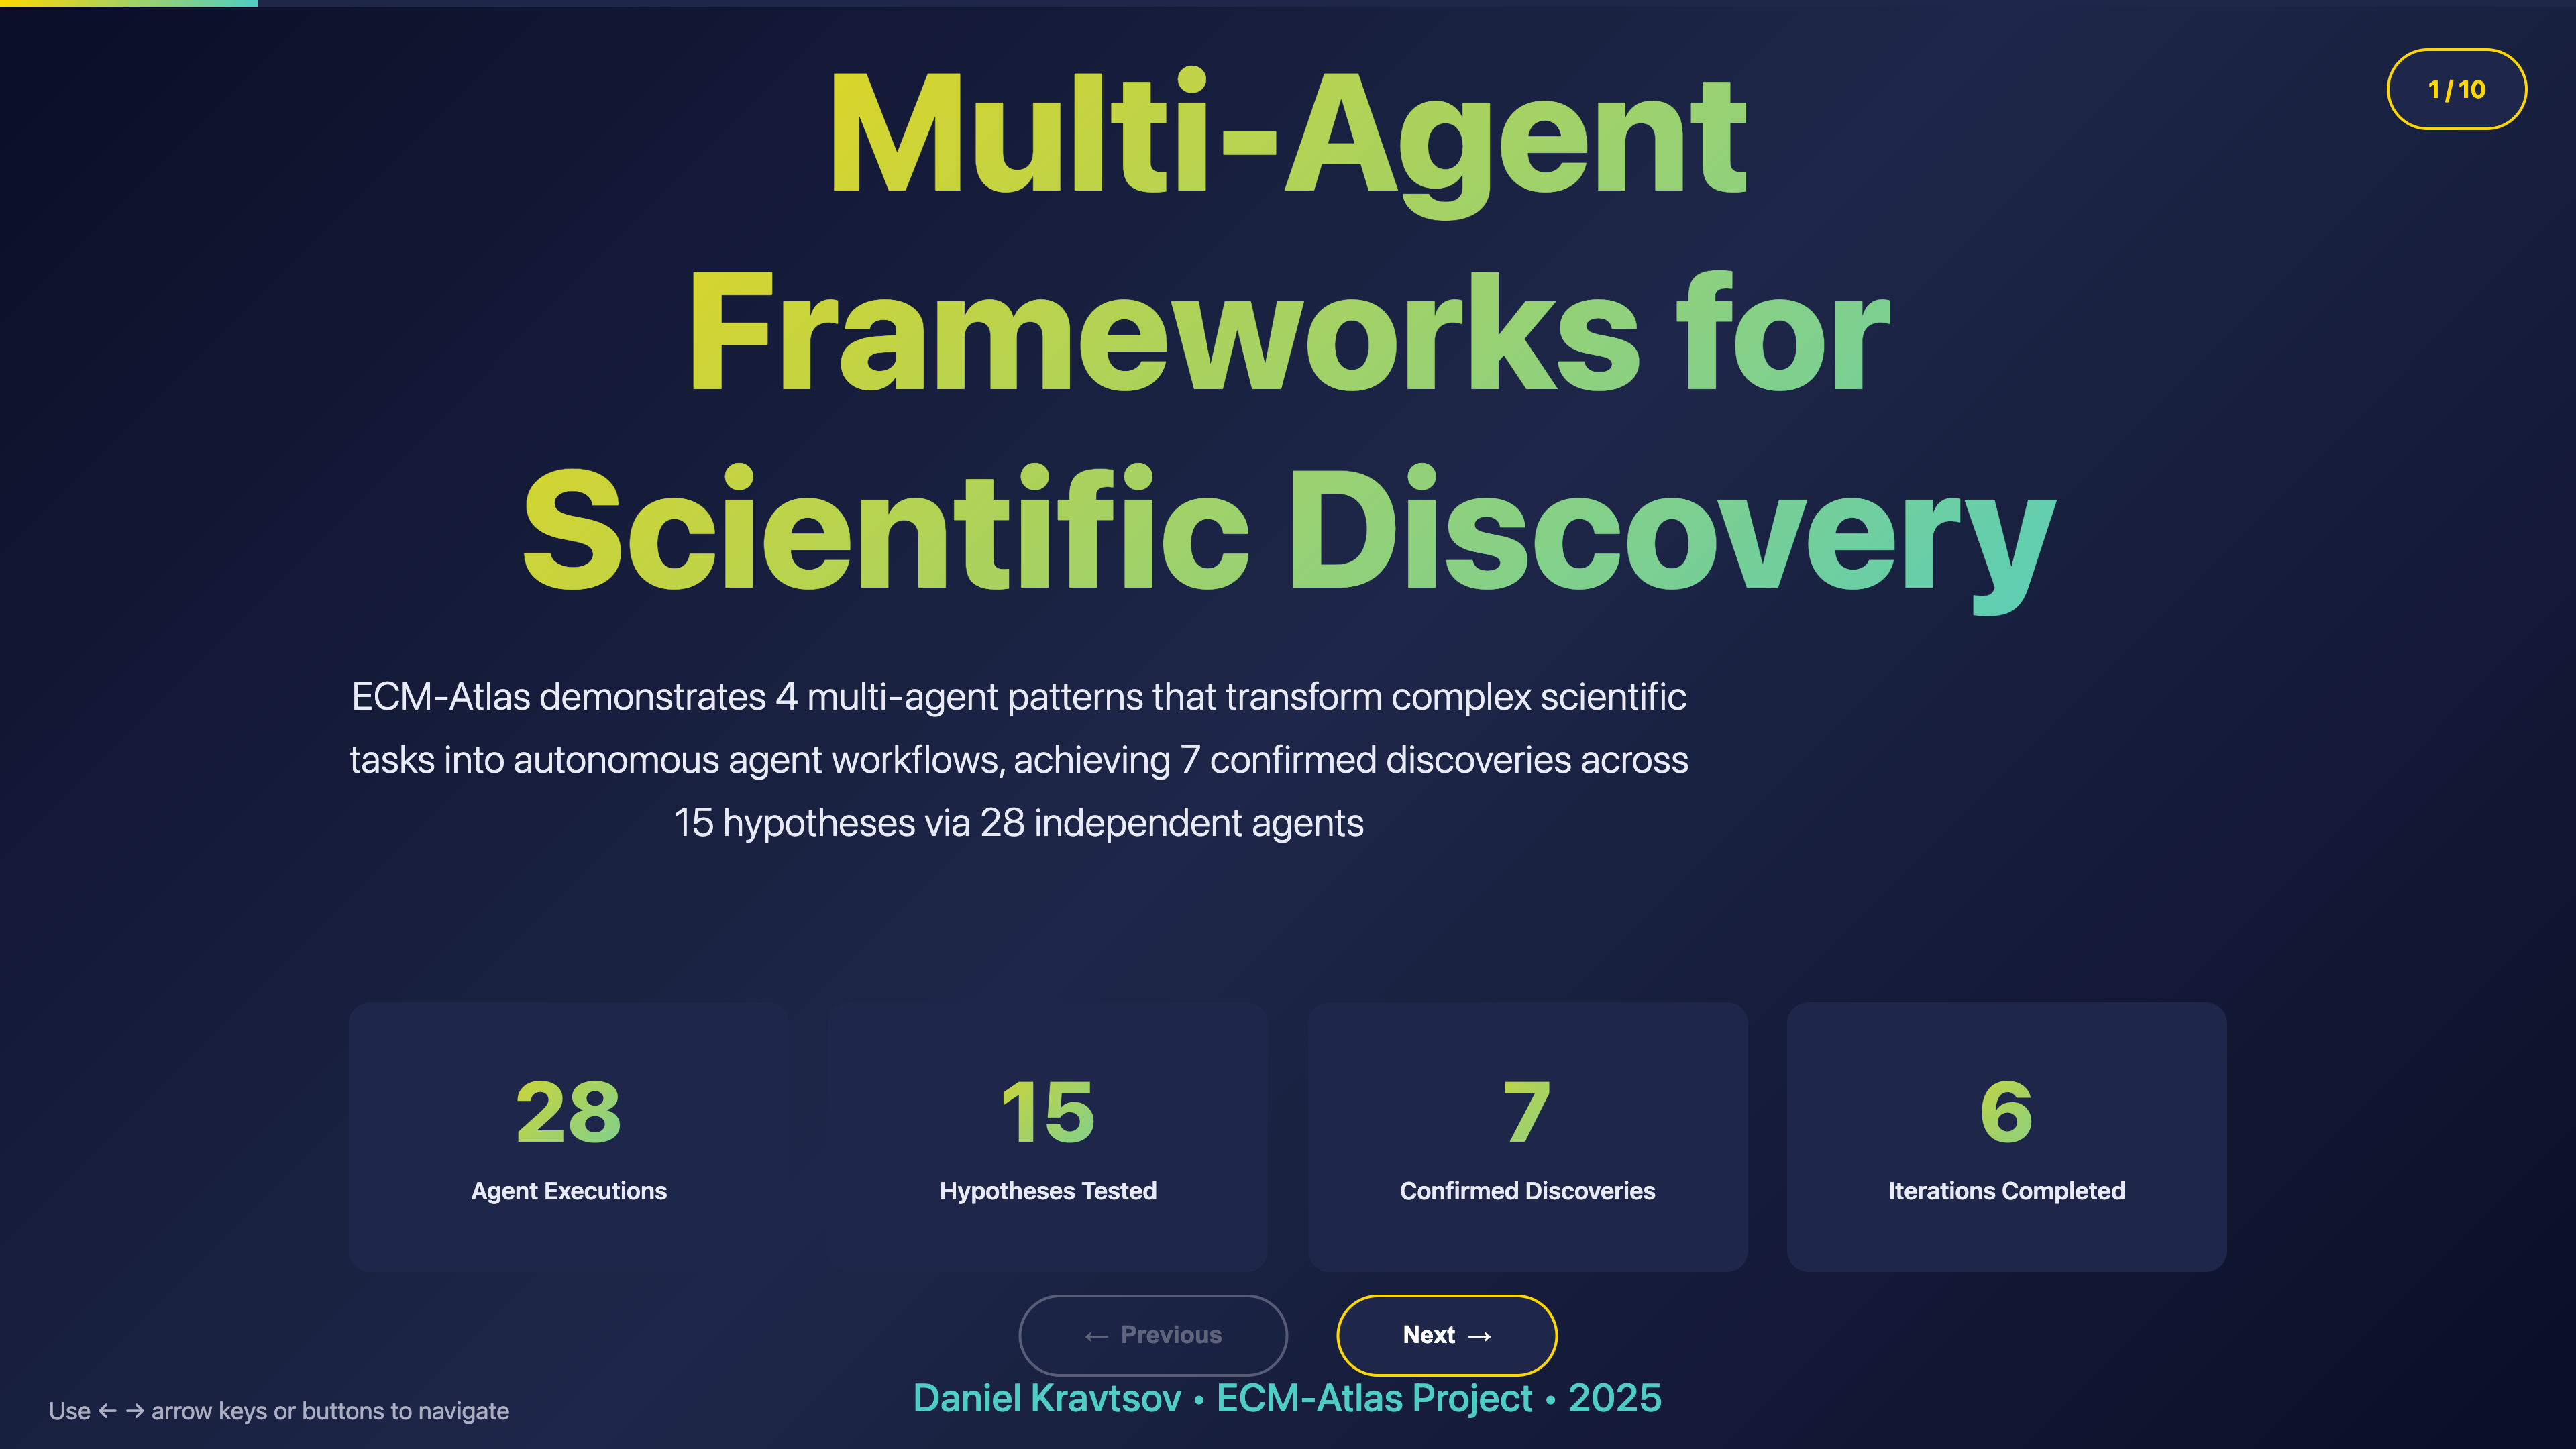 1 / 10
Multi-Agent
Frameworks for
Scientific Discovery
ECM-Atlas demonstrates 4 multi-agent patterns that transform complex scientific
tasks into autonomous agent workflows, achieving 7 confirmed discoveries across
15 hypotheses via 28 independent agents
28
Agent Executions
15
Hypotheses Tested
7
Confirmed Discoveries
6
Iterations Completed
← Previous
Next →
Daniel Kravtsov • ECM-Atlas Project • 2025
Use ← → arrow keys or buttons to navigate